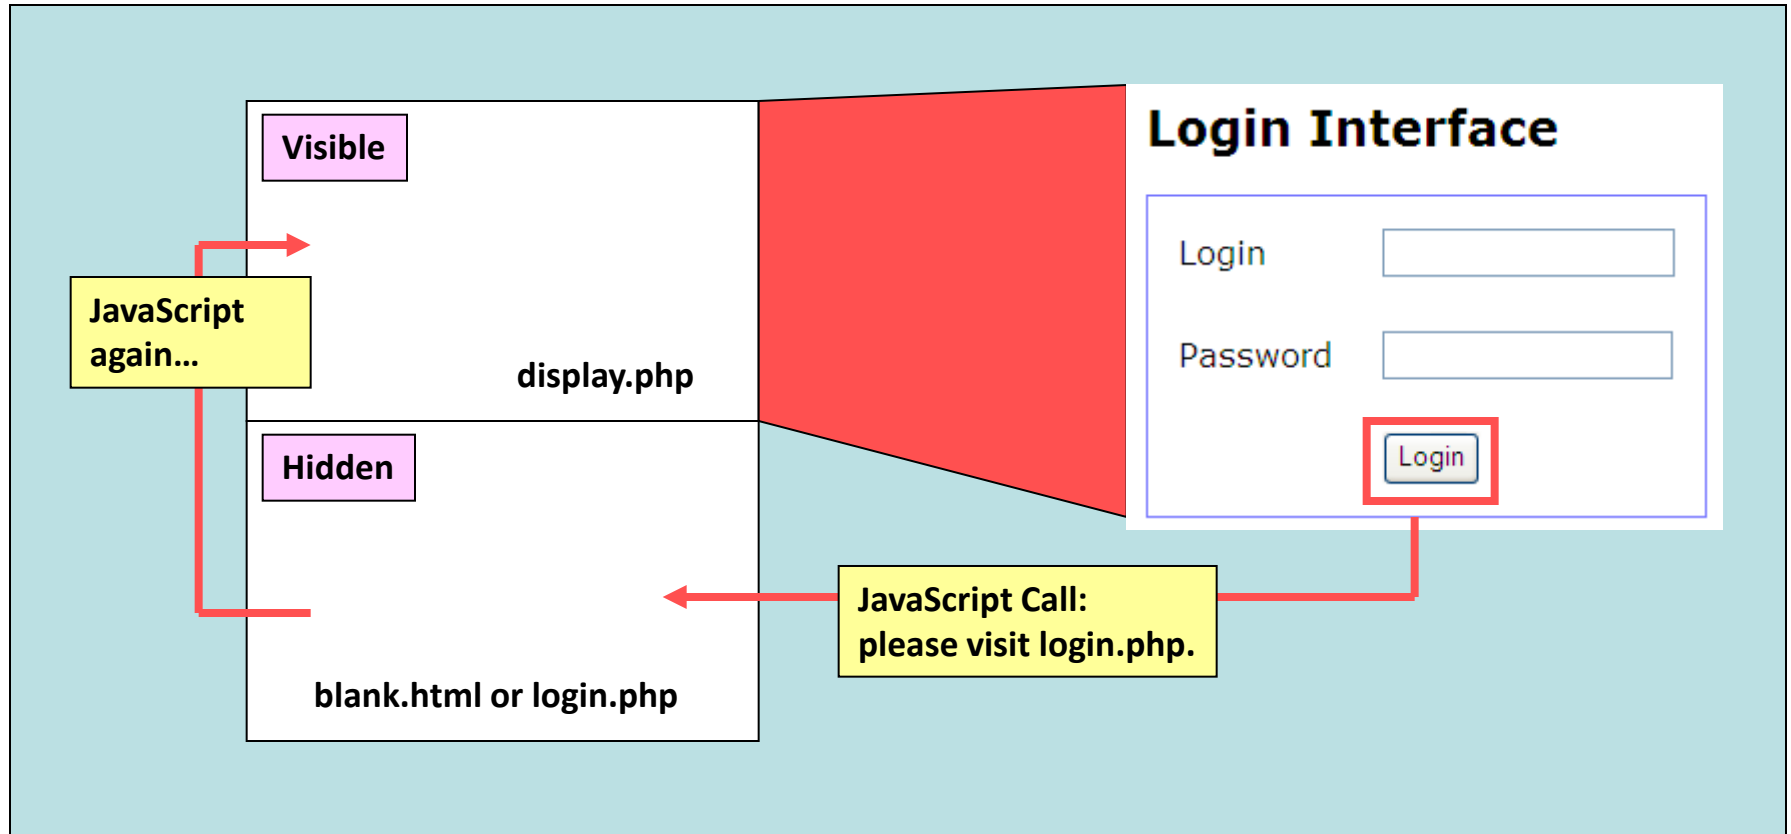 Visible
JavaScript
again...
display.php
Hidden
blank.html or login.php
Login Interface
Login
Password
Login
JavaScript Call:
please visit login.php.